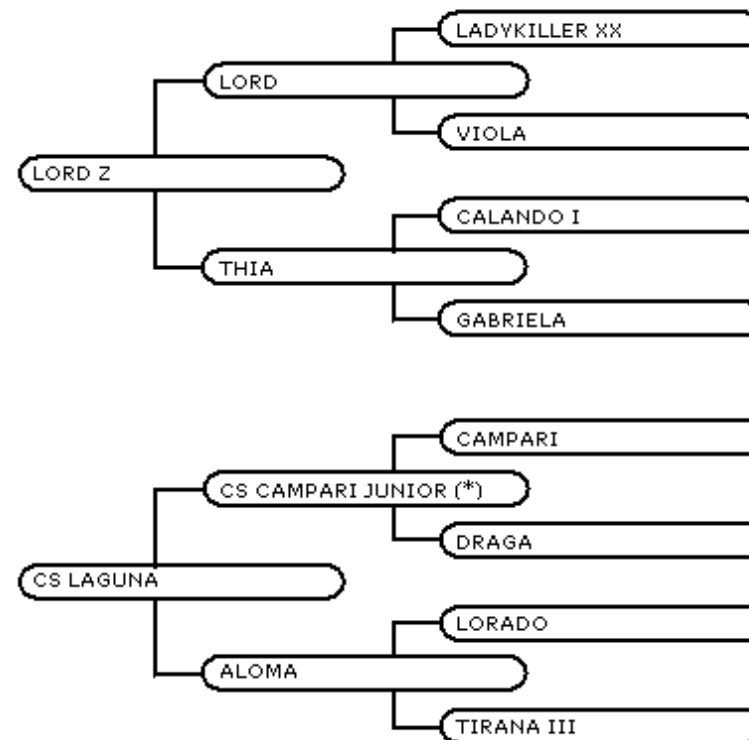 LADYKILLER XX
LORD
VIOLA
LORD Z
CALANDO I
THIA
GABRIELA
CAMPARI
CS CAMPARI JUNIOR (*)
DRAGA
CS LAGUNA
LORADO
ALOMA
TIRANA III